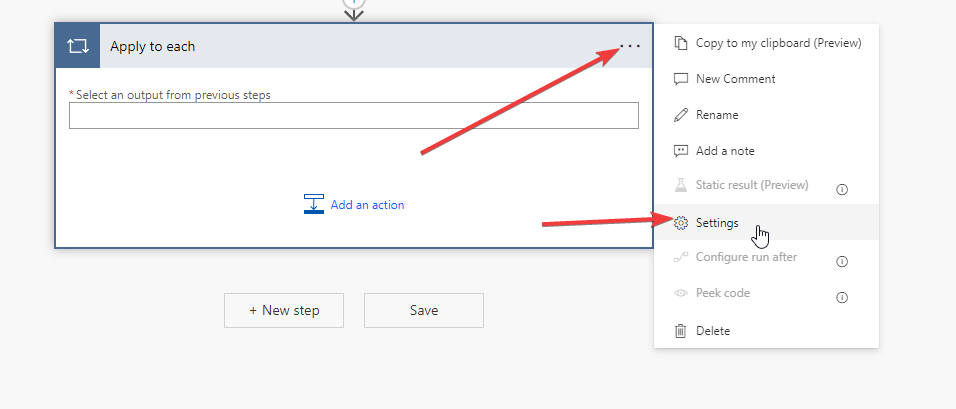 Apply to each
* Select an output from previous steps
Add an action
+ New step
Save
Copy to my clipboard (Preview)
New Comment
Rename
Add a note
Static result (Preview)
Settings
Configure run after
Peek code
Delete